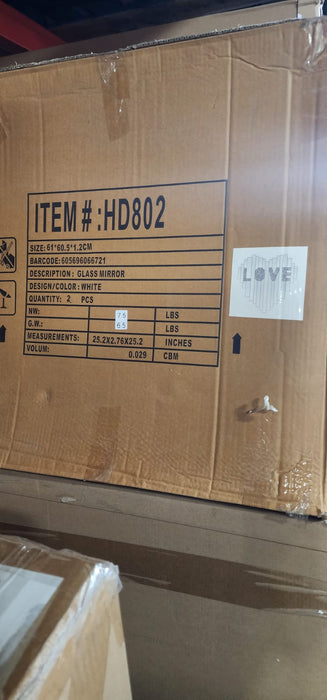 ITEM # :HD802
SIZE: 61*60.5*1.2CM
BARCODE: 605696066721
DESCRIPTION : GLASS MIRROR
DESIGN/COLOR: WHITE
QUANTITY: 2 PCS
NW: 75 LBS
G.W.: 65 LBS
MEASUREMENTS: 25.2X2.76X25.2 INCHES
VOLUM: 0.029 CBM
LOVE